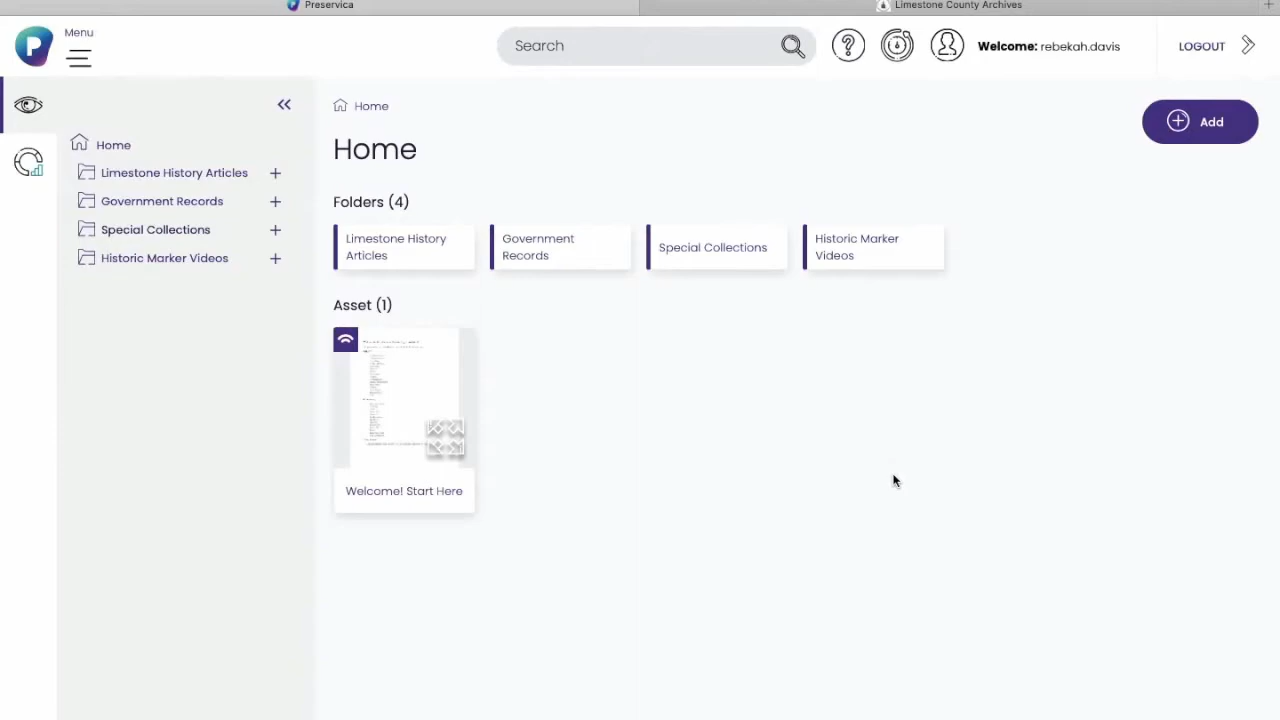 Preservica
Limestone County Archives
P
Menu
Search
Welcome: rebekah.davis
LOGOUT
Home
Limestone History Articles
Government Records
Special Collections
Historic Marker Videos
Home
Add
Home
Folders (4)
Limestone History
Articles
Government
Records
Special Collections
Historic Marker
Videos
Asset (1)
Welcome! Start Here